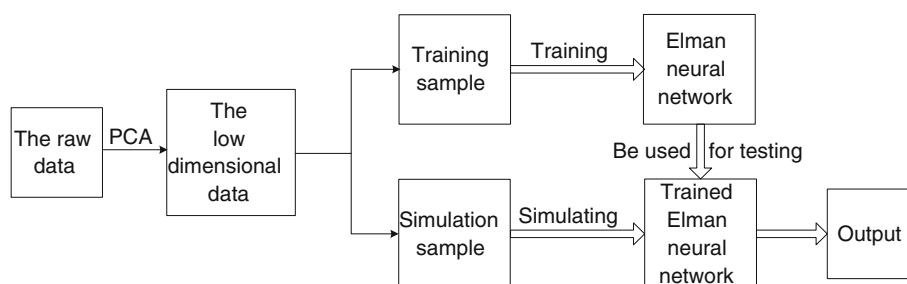 The raw
data
PCA
The
low
dimensional
data
Training
sample
Training
Elman
neural
network
Be used for testing
Simulation
sample
Simulating
Trained
Elman
neural
network
Output